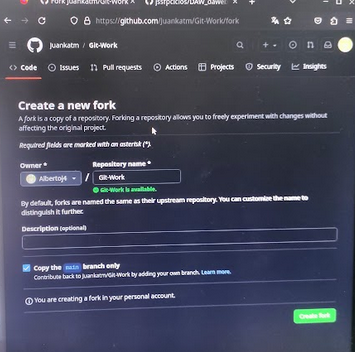 Fork Juankatm/Git-Work
https://github.com/Juankatm/Git-Work/fork
Juankatm / Git-Work
Code Issues Pull requests Actions Projects Security Insights
Create a new fork
A fork is a copy of a repository. Forking a repository allows you to freely experiment with changes without
affecting the original project.
Required fields are marked with an asterisk (*).
Owner * Repository name *
Albertoj4 / Git-Work
Git-Work is available.
By default, forks are named the same as their upstream repository. You can customize the name to
distinguish it further.
Description (optional)
Copy the main branch only
Contribute back to Juankatm/Git-Work by adding your own branch. Learn more.
You are creating a fork in your personal account.
Create fork